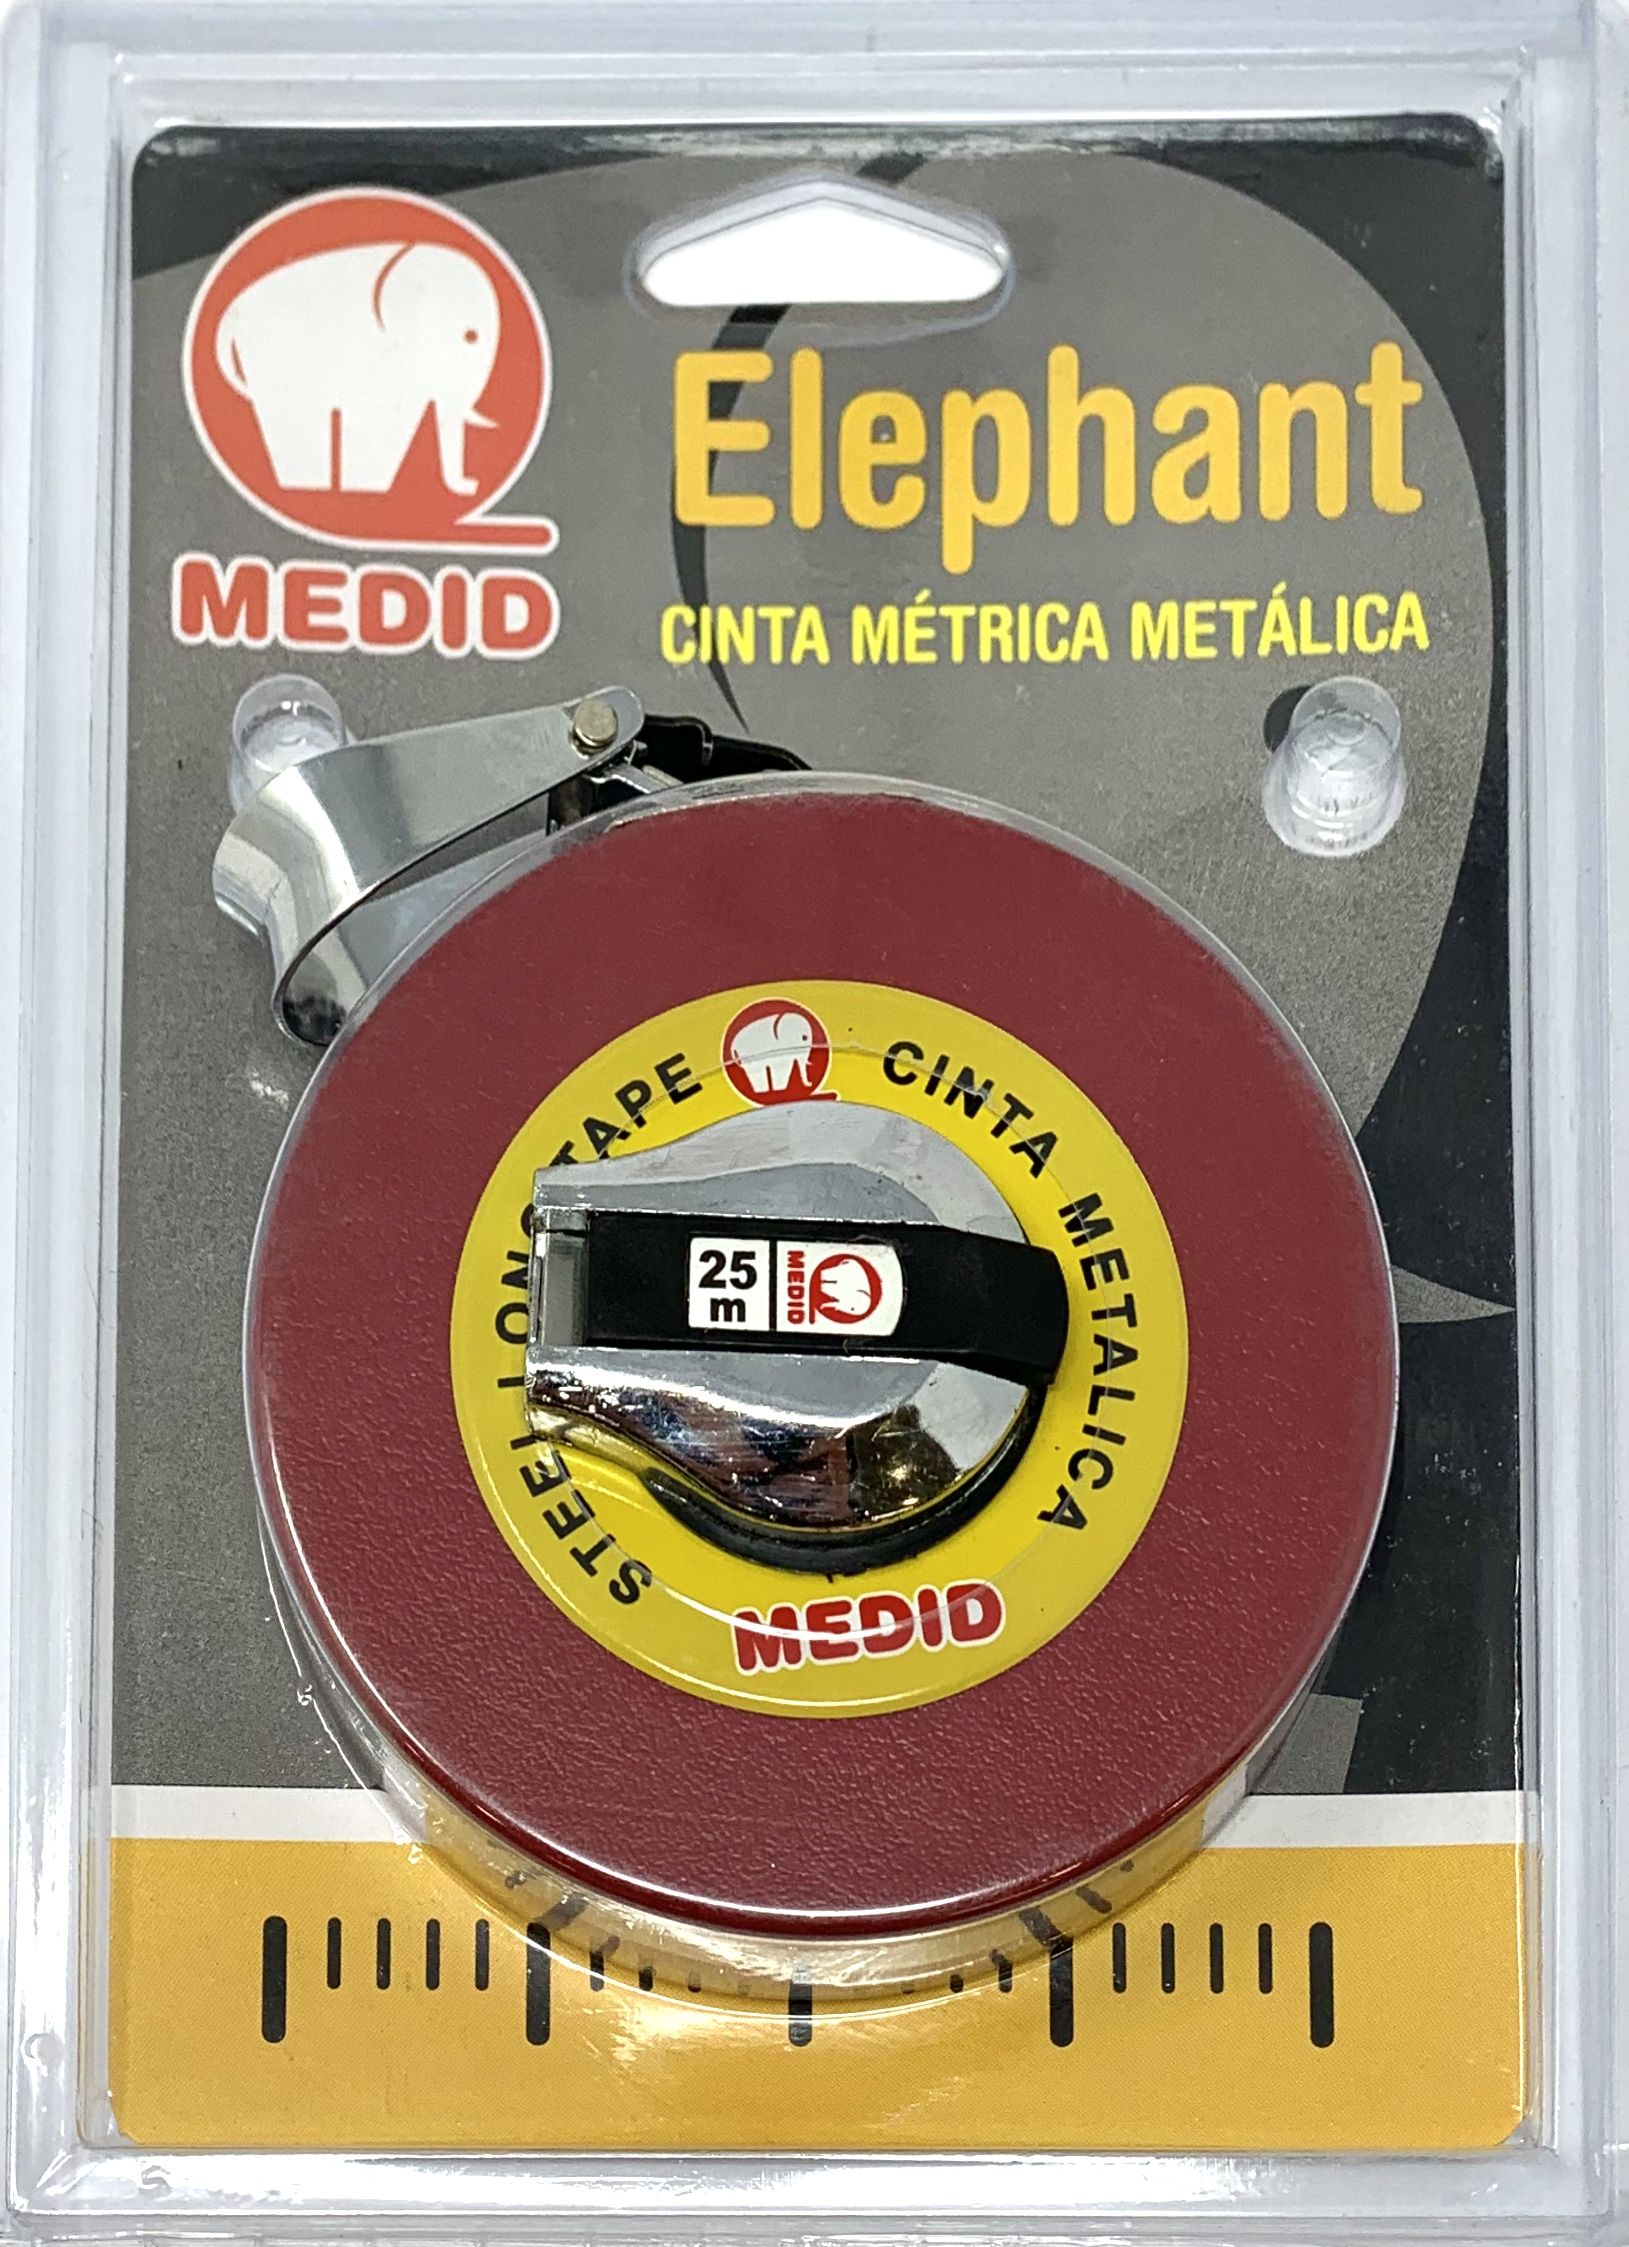 MEDID
Elephant
CINTA MÉTRICA METÁLICA
STEEL LONG TAPE
CINTA METALICA
25
m
MEDID
MEDID